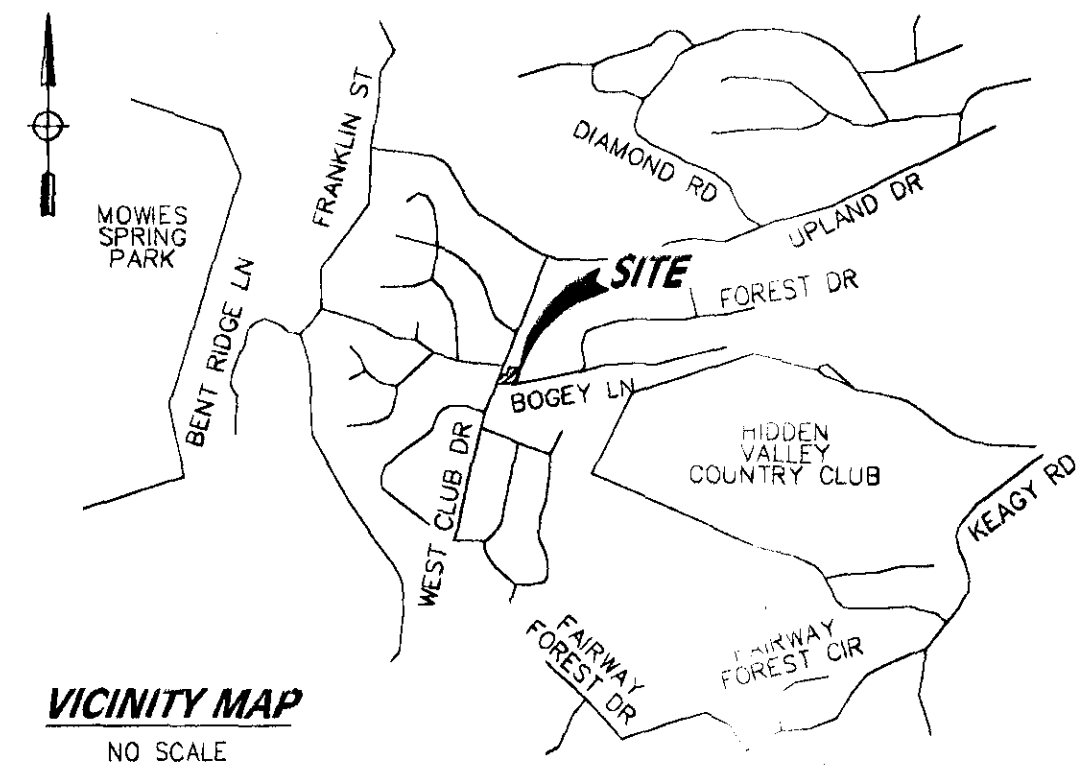 FRANKLIN ST
DIAMOND RD
UPLAND DR
MOWIES
SPRING
PARK
BENT RIDGE LN
SITE
FOREST DR
BOGEY LN
WEST CLUB DR
HIDDEN
VALLEY
COUNTRY CLUB
KEAGY RD
FAIRWAY
FOREST DR
FAIRWAY
FOREST CIR
VICINITY MAP
NO SCALE